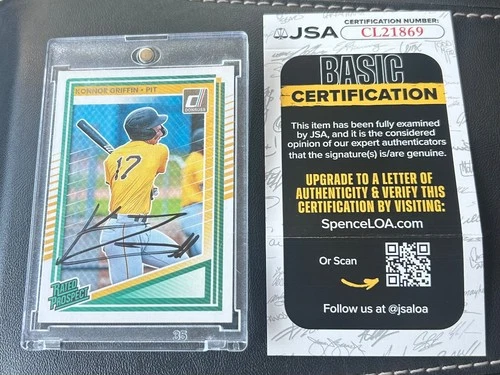 KONNOR GRIFFIN • PIT
DONRUSS
17
RATED
PROSPECT
35
JSA
CERTIFICATION NUMBER:
CL21869
BASIC
CERTIFICATION
This item has been fully examined
by JSA, and it is the considered
opinion of our expert authenticators
that the signature(s) is/are genuine.
UPGRADE TO A LETTER OF
AUTHENTICITY & VERIFY THIS
CERTIFICATION BY VISITING:
SpenceLOA.com
Or Scan
Follow us at @jsaloa